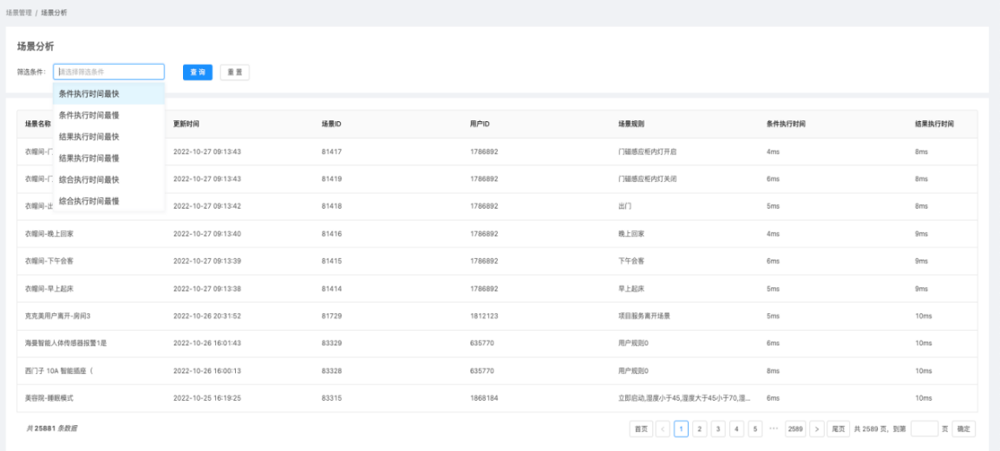 场景管理 / 场景分析
场景分析
筛选条件: 请选择筛选条件 查 询 重 置
条件执行时间最快
条件执行时间最慢
结果执行时间最快
结果执行时间最慢
综合执行时间最快
综合执行时间最慢
场景名称 更新时间 场景ID 用户ID 场景规则 条件执行时间 结果执行时间
衣帽间-门 2022-10-27 09:13:43 81417 1786892 门磁感应柜内灯开启 4ms 8ms
衣帽间-门 2022-10-27 09:13:43 81419 1786892 门磁感应柜内灯关闭 6ms 8ms
衣帽间-出 2022-10-27 09:13:42 81418 1786892 出门 5ms 8ms
衣帽间-晚上回家 2022-10-27 09:13:40 81416 1786892 晚上回家 4ms 9ms
衣帽间-下午会客 2022-10-27 09:13:39 81415 1786892 下午会客 6ms 9ms
衣帽间-早上起床 2022-10-27 09:13:38 81414 1786892 早上起床 5ms 9ms
克克美用户离开-房间3 2022-10-26 20:31:52 81729 1812123 项目服务离开场景 5ms 10ms
海曼智能人体传感器报警1是 2022-10-26 16:01:43 83329 635770 用户规则0 6ms 10ms
西门子 10A 智能插座（ 2022-10-26 16:00:13 83328 635770 用户规则0 8ms 10ms
美容院-睡眠模式 2022-10-25 16:19:25 83315 1868184 立即启动,湿度小于45,湿度大于45小于70,湿... 6ms 10ms
共 25881 条数据 首页 < 1 2 3 4 5 ··· 2589 > 尾页 共 2589 页, 到第 页 确定